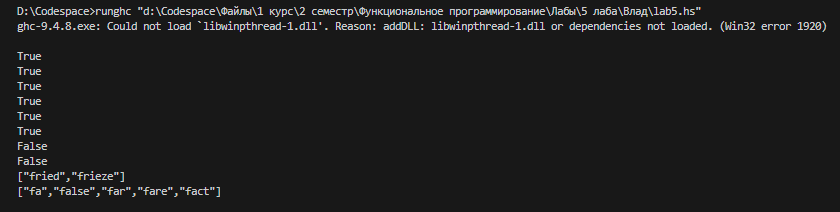 D:\Codespace>runghc "d:\Codespace\Файлы\1 курс\2 семестр\Функциональное программирование\Лабы\5 лаба\Влад\lab5.hs"
ghc-9.4.8.exe: Could not load `libwinpthread-1.dll'. Reason: addDLL: libwinpthread-1.dll or dependencies not loaded. (Win32 error 1920)
True
True
True
True
True
True
False
False
["fried","frieze"]
["fa","false","far","fare","fact"]